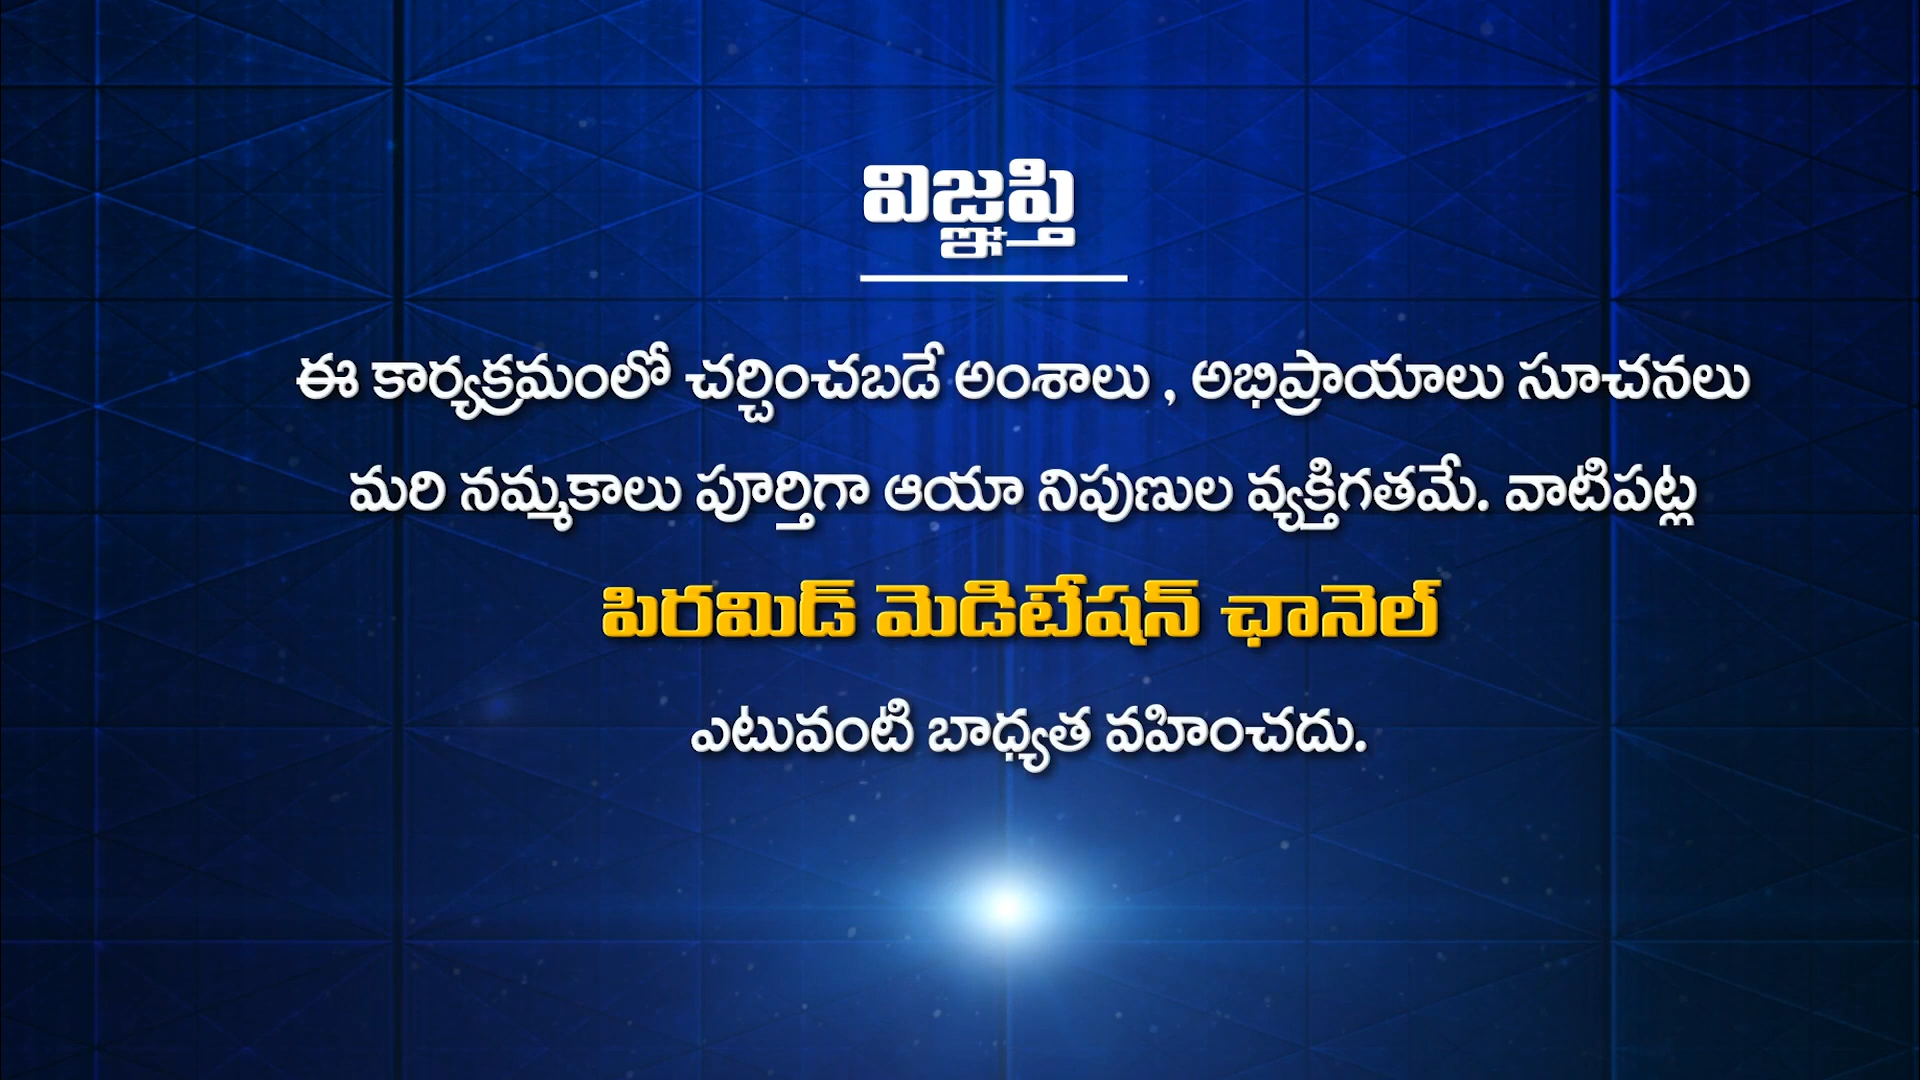 విజ్ఞప్తి
ఈ కార్యక్రమంలో చర్చించబడే అంశాలు , అభిప్రాయాలు సూచనలు
మరి నమ్మకాలు పూర్తిగా ఆయా నిపుణుల వ్యక్తిగతమే. వాటిపట్ల
పిరమిడ్ మెడిటేషన్ ఛానెల్
ఎటువంటి బాధ్యత వహించదు.